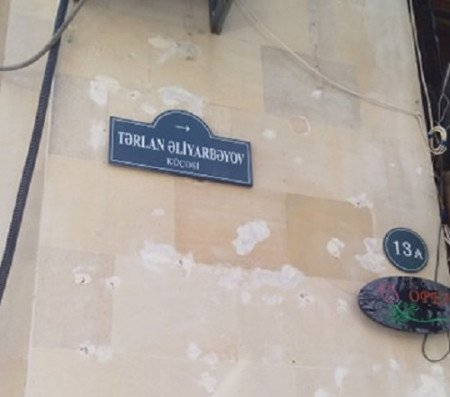 →
TƏRLAN ƏLİYARBƏYOV
KÜÇƏSİ
13A